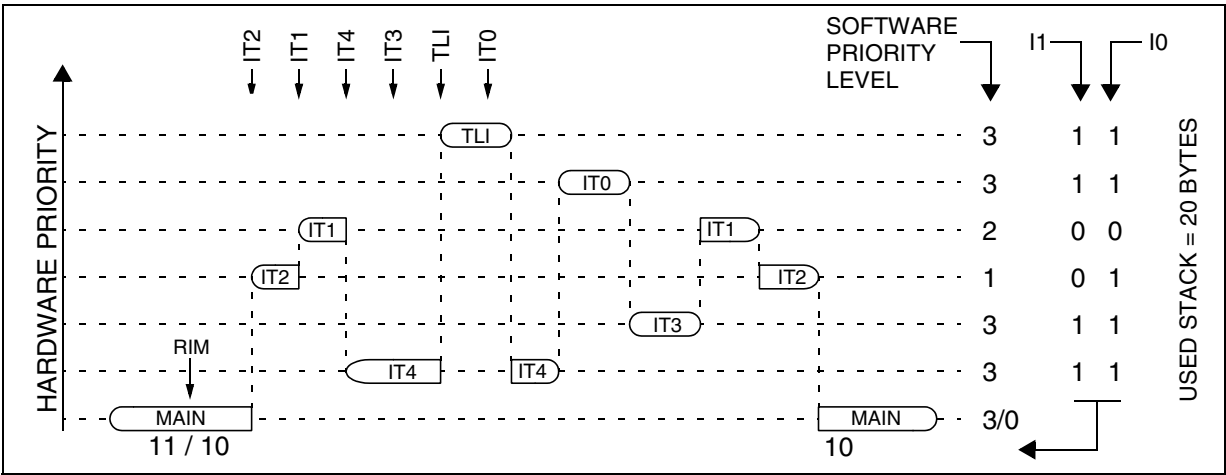 IT2
IT1
IT4
IT3
TLI
IT0
SOFTWARE
PRIORITY
LEVEL
I1
I0
HARDWARE PRIORITY
TLI
3
1 1
IT0
3
1 1
IT1
IT1
2
0 0
IT2
IT2
1
0 1
IT3
3
1 1
RIM
IT4
IT4
3
1 1
MAIN
MAIN
3/0
11 / 10
10
USED STACK = 20 BYTES